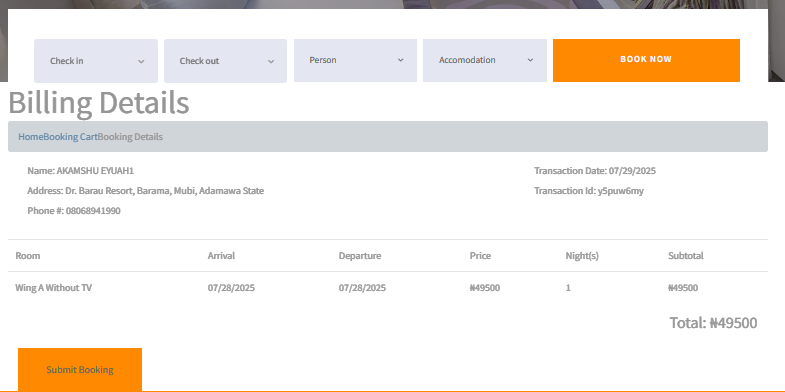 Check in Check out Person Accomodation BOOK NOW
Billing Details
HomeBooking CartBooking Details
Name: AKAMSHU EYUAH1 Transaction Date: 07/29/2025
Address: Dr. Barau Resort, Barama, Mubi, Adamawa State Transaction Id: y5puw6my
Phone #: 08068941990
Room Arrival Departure Price Night(s) Subtotal
Wing A Without TV 07/28/2025 07/28/2025 ₦49500 1 ₦49500
Total: ₦49500
Submit Booking